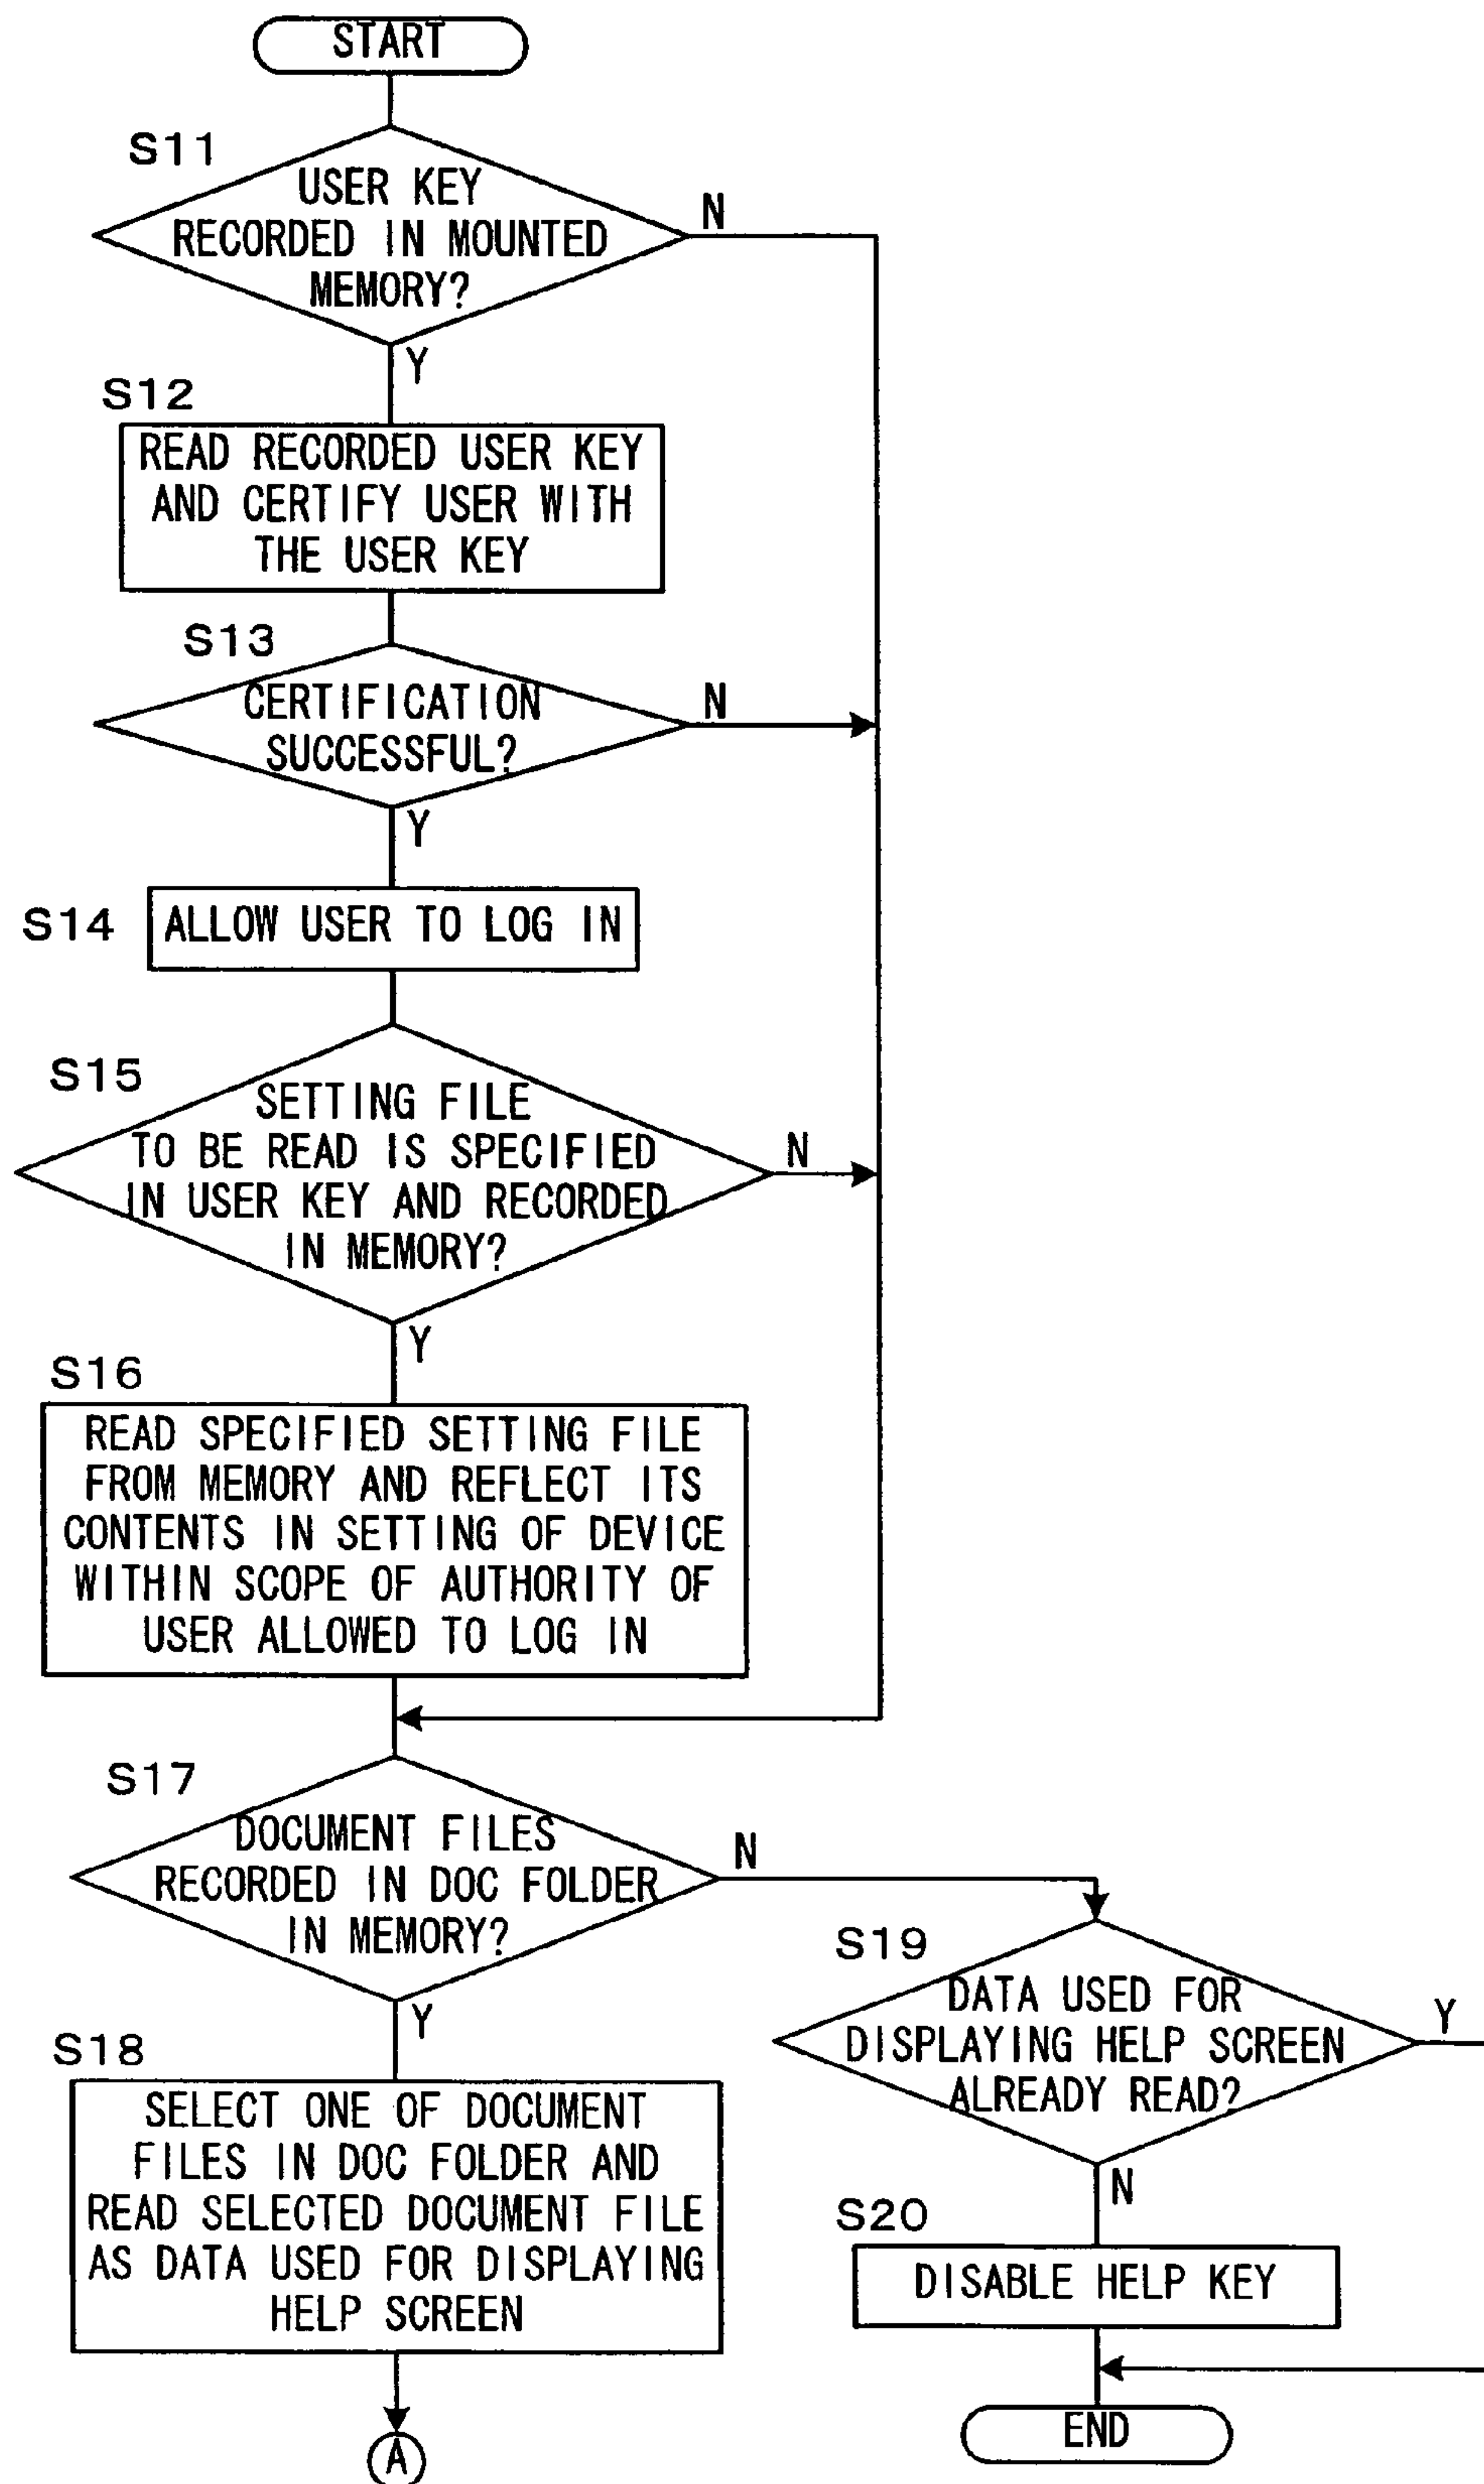 START
S11
USER KEY
RECORDED IN MOUNTED
MEMORY?
N
Y
S12
READ RECORDED USER KEY
AND CERTIFY USER WITH
THE USER KEY
S13
CERTIFICATION
SUCCESSFUL?
N
Y
S14
ALLOW USER TO LOG IN
S15
SETTING FILE
TO BE READ IS SPECIFIED
IN USER KEY AND RECORDED
IN MEMORY?
N
Y
S16
READ SPECIFIED SETTING FILE
FROM MEMORY AND REFLECT ITS
CONTENTS IN SETTING OF DEVICE
WITHIN SCOPE OF AUTHORITY OF
USER ALLOWED TO LOG IN
S17
DOCUMENT FILES
RECORDED IN DOC FOLDER
IN MEMORY?
N
Y
S18
SELECT ONE OF DOCUMENT
FILES IN DOC FOLDER AND
READ SELECTED DOCUMENT FILE
AS DATA USED FOR DISPLAYING
HELP SCREEN
A
S19
DATA USED FOR
DISPLAYING HELP SCREEN
ALREADY READ?
Y
N
S20
DISABLE HELP KEY
END